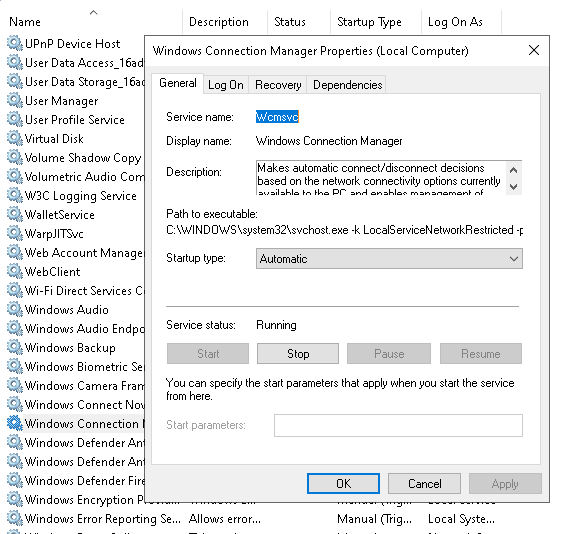 Name Description Status Startup Type Log On As
UPnP Device Host
User Data Access_16ad
User Data Storage_16ad
User Manager
User Profile Service
Virtual Disk
Volume Shadow Copy
Volumetric Audio Com
W3C Logging Service
WalletService
WarpJITSvc
Web Account Manager
WebClient
Wi-Fi Direct Services C
Windows Audio
Windows Audio Endpo
Windows Backup
Windows Biometric Ser
Windows Camera Fram
Windows Connect Now
Windows Connection M
Windows Defender Ant
Windows Defender Ant
Windows Defender Fire
Windows Encryption
Windows Error Reporting Se... Allows error... Manual (Trig... Local Syste...
Windows Connection Manager Properties (Local Computer)
General Log On Recovery Dependencies
Service name: Wcmsvc
Display name: Windows Connection Manager
Description: Makes automatic connect/disconnect decisions
based on the network connectivity options currently
available to the PC and enables management of
Path to executable:
C:\WINDOWS\system32\svchost.exe -k LocalServiceNetworkRestricted -p
Startup type: Automatic
Service status: Running
Start Stop Pause Resume
You can specify the start parameters that apply when you start the service
from here.
Start parameters:
OK Cancel Apply